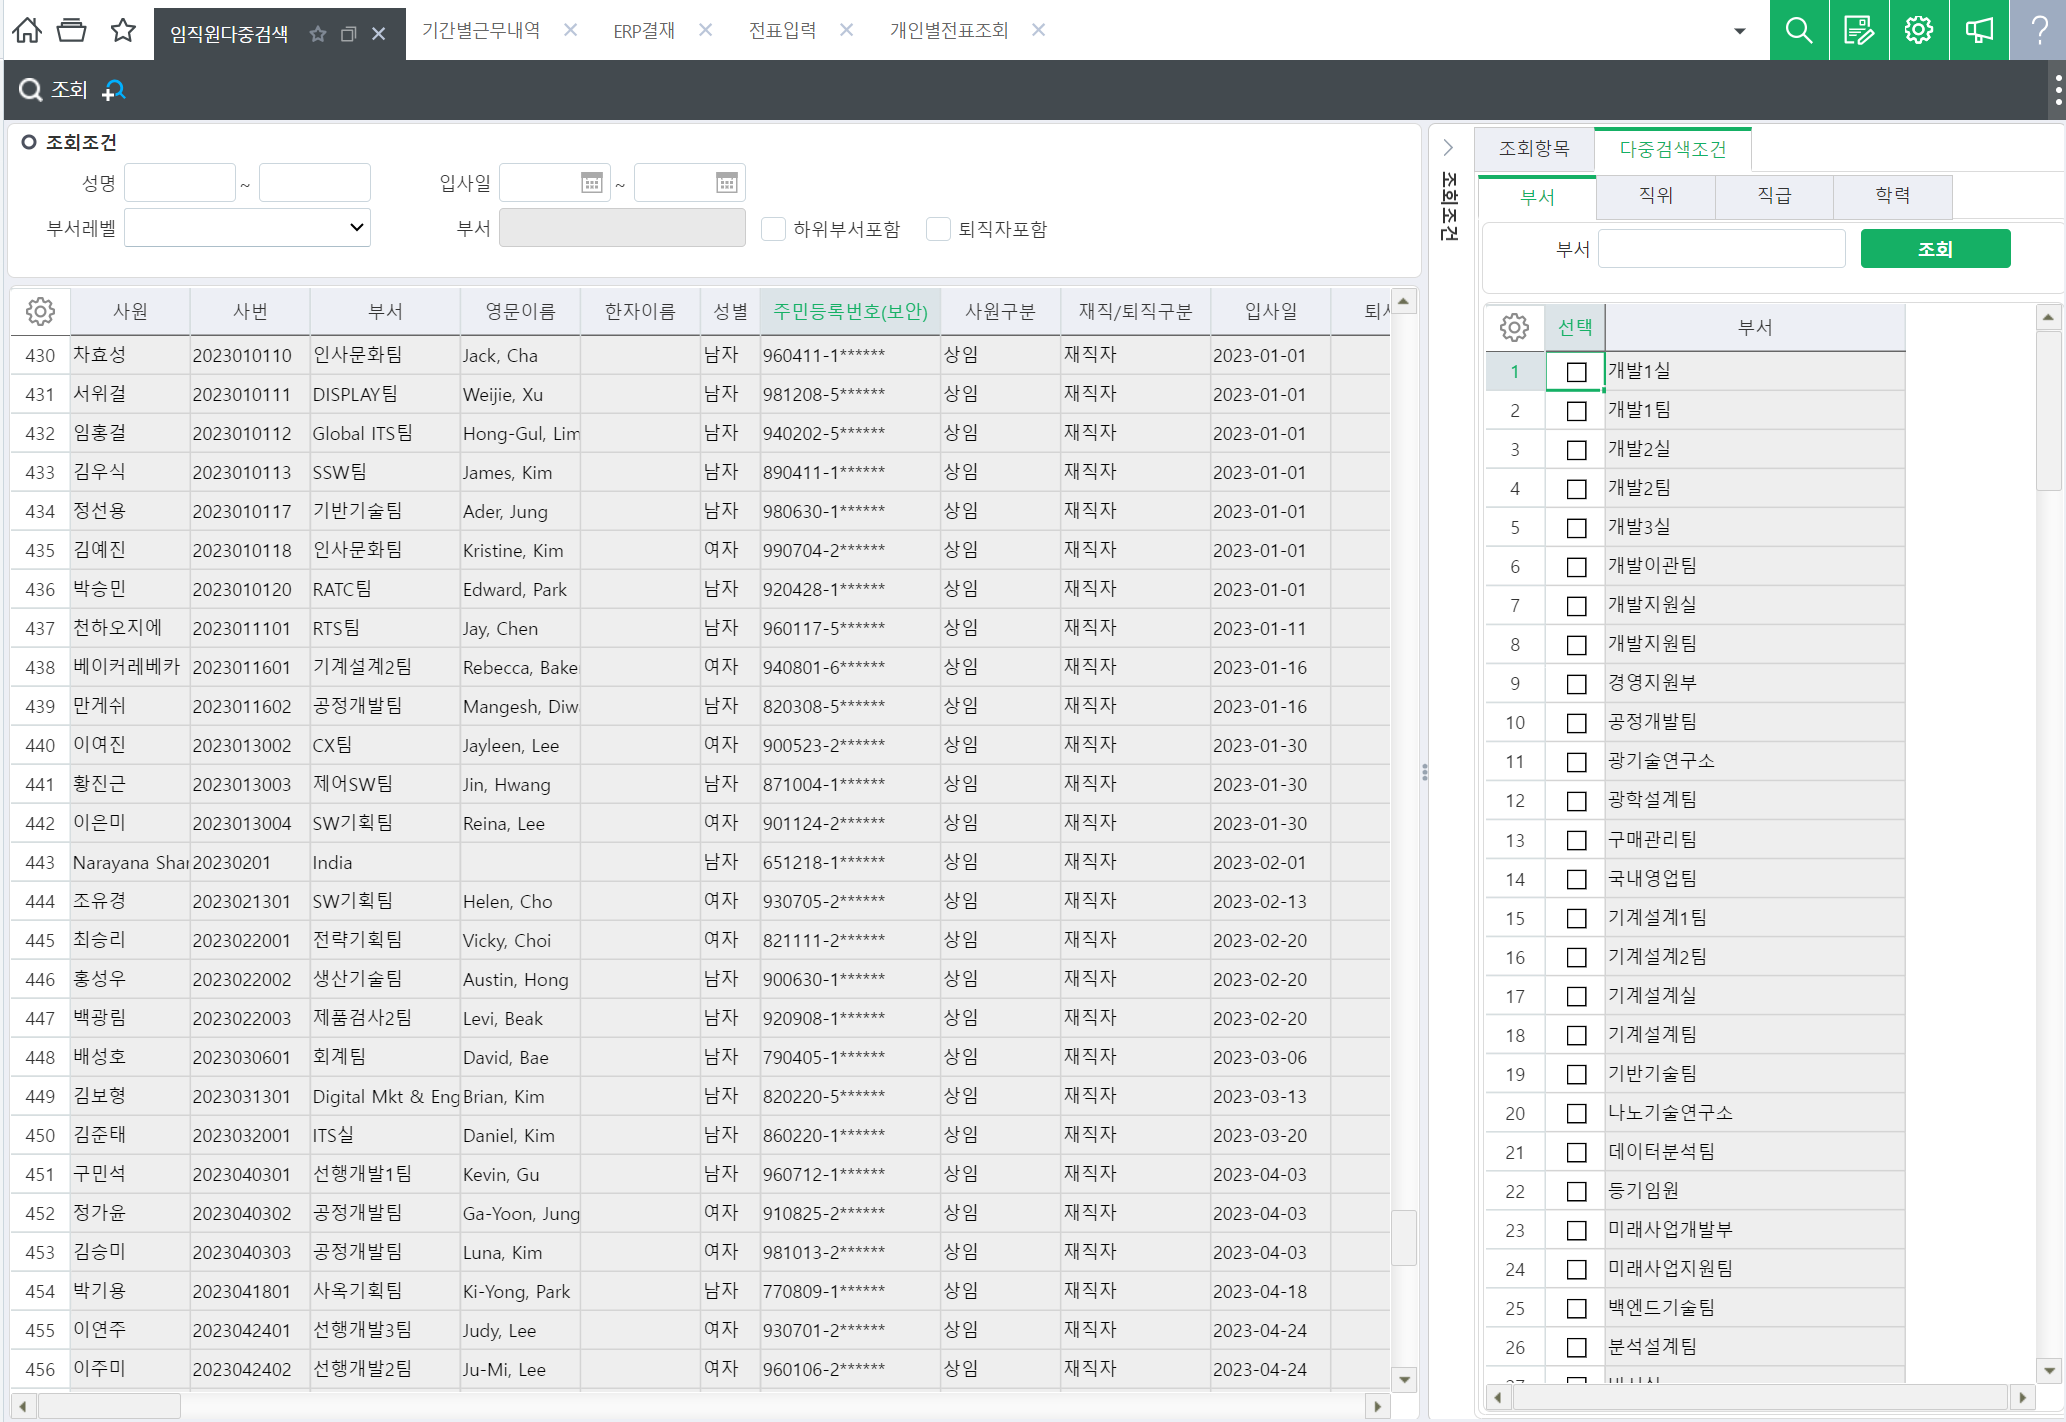 임직원다중검색 기간별근무내역 ERP결재 전표입력 개인별전표조회
조회
조회조건
성명 ~ 입사일 ~
부서레벨 부서 하위부서포함 퇴직자포함
사원 사번 부서 영문이름 한자이름 성별 주민등록번호(보안) 사원구분 재직/퇴직구분 입사일
430 차효성 2023010110 인사문화팀 Jack, Cha 남자 960411-1****** 상임 재직자 2023-01-01
431 서위걸 2023010111 DISPLAY팀 Weijie, Xu 남자 981208-5****** 상임 재직자 2023-01-01
432 임홍걸 2023010112 Global ITS팀 Hong-Gul, Lim 남자 940202-5****** 상임 재직자 2023-01-01
433 김우식 2023010113 SSW팀 James, Kim 남자 890411-1****** 상임 재직자 2023-01-01
434 정선용 2023010117 기반기술팀 Ader, Jung 남자 980630-1****** 상임 재직자 2023-01-01
435 김예진 2023010118 인사문화팀 Kristine, Kim 여자 990704-2****** 상임 재직자 2023-01-01
436 박승민 2023010120 RATC팀 Edward, Park 남자 920428-1****** 상임 재직자 2023-01-01
437 천하오지에 2023011101 RTS팀 Jay, Chen 남자 960117-5****** 상임 재직자 2023-01-11
438 베이커레베카 2023011601 기계설계2팀 Rebecca, Bake 여자 940801-6****** 상임 재직자 2023-01-16
439 만게쉬 2023011602 공정개발팀 Mangesh, Diw 남자 820308-5****** 상임 재직자 2023-01-16
440 이여진 2023013002 CX팀 Jayleen, Lee 여자 900523-2****** 상임 재직자 2023-01-30
441 황진근 2023013003 제어SW팀 Jin, Hwang 남자 871004-1****** 상임 재직자 2023-01-30
442 이은미 2023013004 SW기획팀 Reina, Lee 여자 901124-2****** 상임 재직자 2023-01-30
443 Narayana Shar 20230201 India 남자 651218-1****** 상임 재직자 2023-02-01
444 조유경 2023021301 SW기획팀 Helen, Cho 여자 930705-2****** 상임 재직자 2023-02-13
445 최승리 2023022001 전략기획팀 Vicky, Choi 여자 821111-2****** 상임 재직자 2023-02-20
446 홍성우 2023022002 생산기술팀 Austin, Hong 남자 900630-1****** 상임 재직자 2023-02-20
447 백광림 2023022003 제품검사2팀 Levi, Beak 남자 920908-1****** 상임 재직자 2023-02-20
448 배성호 2023030601 회계팀 David, Bae 남자 790405-1****** 상임 재직자 2023-03-06
449 김보형 2023031301 Digital Mkt & Eng Brian, Kim 남자 820220-5****** 상임 재직자 2023-03-13
450 김준태 2023032001 ITS실 Daniel, Kim 남자 860220-1****** 상임 재직자 2023-03-20
451 구민석 2023040301 선행개발1팀 Kevin, Gu 남자 960712-1****** 상임 재직자 2023-04-03
452 정가윤 2023040302 공정개발팀 Ga-Yoon, Jung 여자 910825-2****** 상임 재직자 2023-04-03
453 김승미 2023040303 공정개발팀 Luna, Kim 여자 981013-2****** 상임 재직자 2023-04-03
454 박기용 2023041801 사옥기획팀 Ki-Yong, Park 남자 770809-1****** 상임 재직자 2023-04-18
455 이연주 2023042401 선행개발3팀 Judy, Lee 여자 930701-2****** 상임 재직자 2023-04-24
456 이주미 2023042402 선행개발2팀 Ju-Mi, Lee 여자 960106-2****** 상임 재직자 2023-04-24
조회조건
조회항목 다중검색조건
부서 직위 직급 학력
부서 조회
선택 부서
1 개발1실
2 개발1팀
3 개발2실
4 개발2팀
5 개발3실
6 개발이관팀
7 개발지원실
8 개발지원팀
9 경영지원부
10 공정개발팀
11 광기술연구소
12 광학설계팀
13 구매관리팀
14 국내영업팀
15 기계설계1팀
16 기계설계2팀
17 기계설계실
18 기계설계팀
19 기반기술팀
20 나노기술연구소
21 데이터분석팀
22 등기임원
23 미래사업개발부
24 미래사업지원팀
25 백엔드기술팀
26 분석설계팀